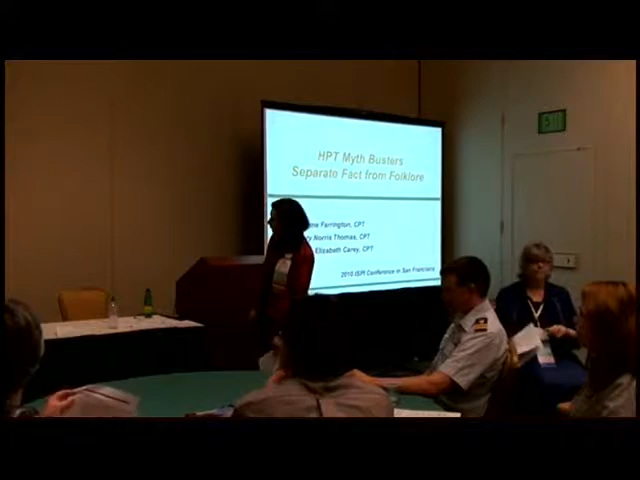 HPT Myth Busters
Separate Fact from Folklore
Farrington, CPT
Norris Thomas, CPT
Elizabeth Carey, CPT
2010 ISPI Conference in San Francisco
EXIT